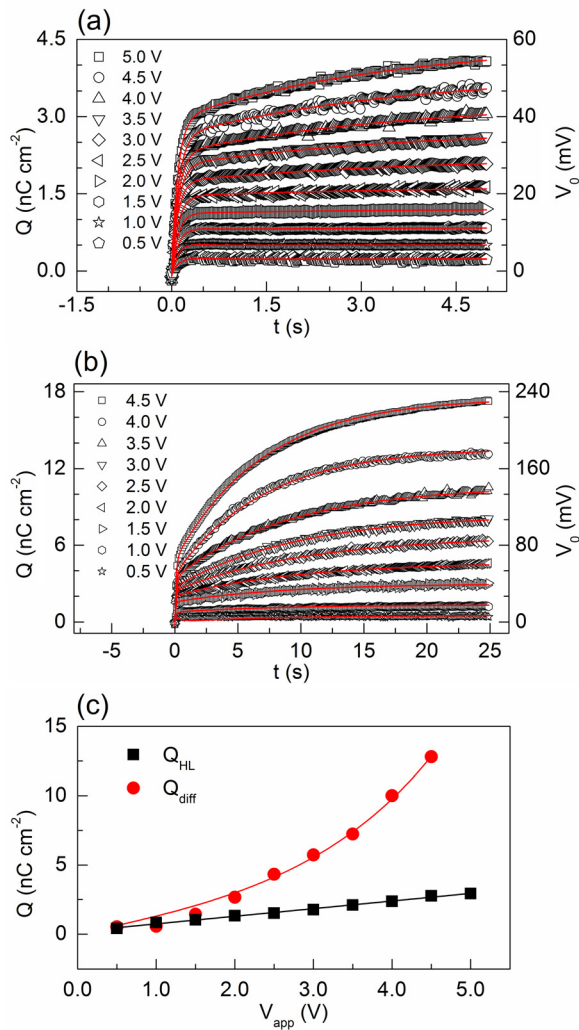 (a)
4.5
3.0
1.5
0.0
Q (nC cm⁻²)
5.0 V
4.5 V
4.0 V
3.5 V
3.0 V
2.5 V
2.0 V
1.5 V
1.0 V
0.5 V
60
40
20
0
V₀ (mV)
-1.5 0.0 1.5 3.0 4.5
t (s)
(b)
18
12
6
0
Q (nC cm⁻²)
4.5 V
4.0 V
3.5 V
3.0 V
2.5 V
2.0 V
1.5 V
1.0 V
0.5 V
240
160
80
0
V₀ (mV)
-5 0 5 10 15 20 25
t (s)
(c)
15
10
5
0
Q (nC cm⁻²)
Q_HL
Q_diff
0.0 1.0 2.0 3.0 4.0 5.0
V_app (V)